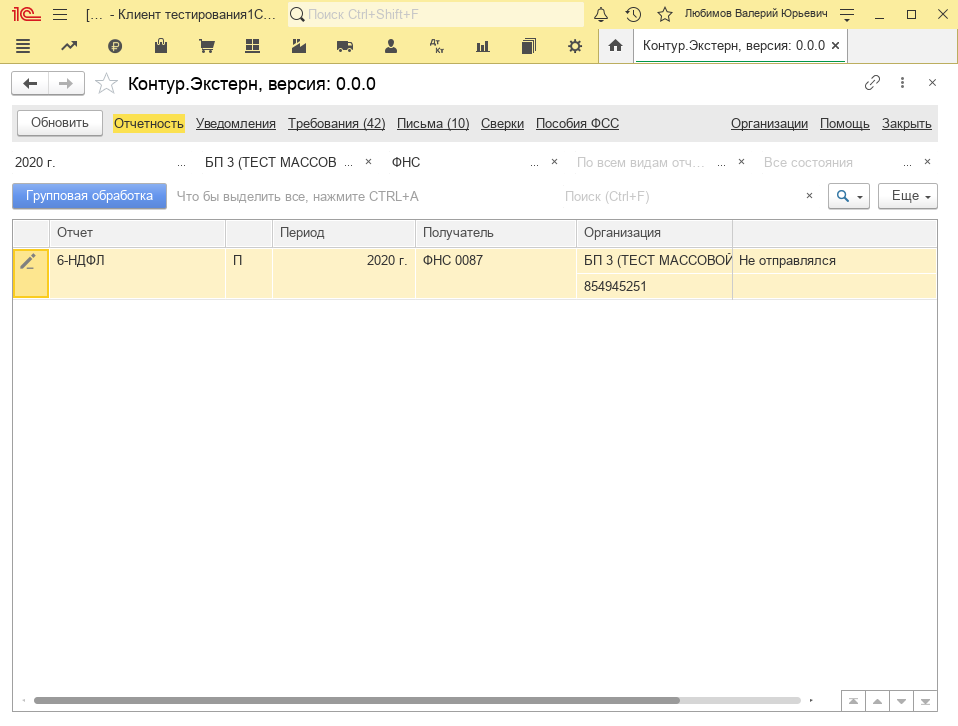 1С [... - Клиент тестирования1С... Поиск Ctrl+Shift+F Любимов Валерий Юрьевич
Дт Кт Контур.Экстерн, версия: 0.0.0 ×
Контур.Экстерн, версия: 0.0.0
Обновить Отчетность Уведомления Требования (42) Письма (10) Сверки Пособия ФСС Организации Помощь Закрыть
2020 г. ... БП 3 (ТЕСТ МАССОВ ... × ФНС ... × По всем видам отч... ... × Все состояния ... ×
Групповая обработка Что бы выделить все, нажмите CTRL+A Поиск (Ctrl+F) × Еще
Отчет Период Получатель Организация
6-НДФЛ П 2020 г. ФНС 0087 БП 3 (ТЕСТ МАССОВОЙ Не отправлялся
854945251